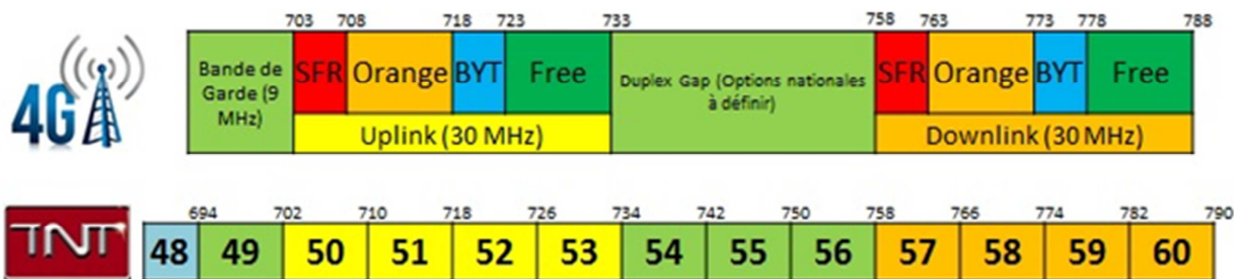 703 708 718 723 733 758 763 773 778 788
Bande de
Garde (9
MHz)
SFR Orange BYT Free
Duplex Gap (Options nationales
à définir)
SFR Orange BYT Free
Uplink (30 MHz)
Downlink (30 MHz)
4G
694 702 710 718 726 734 742 750 758 766 774 782 790
TNT
48 49 50 51 52 53 54 55 56 57 58 59 60